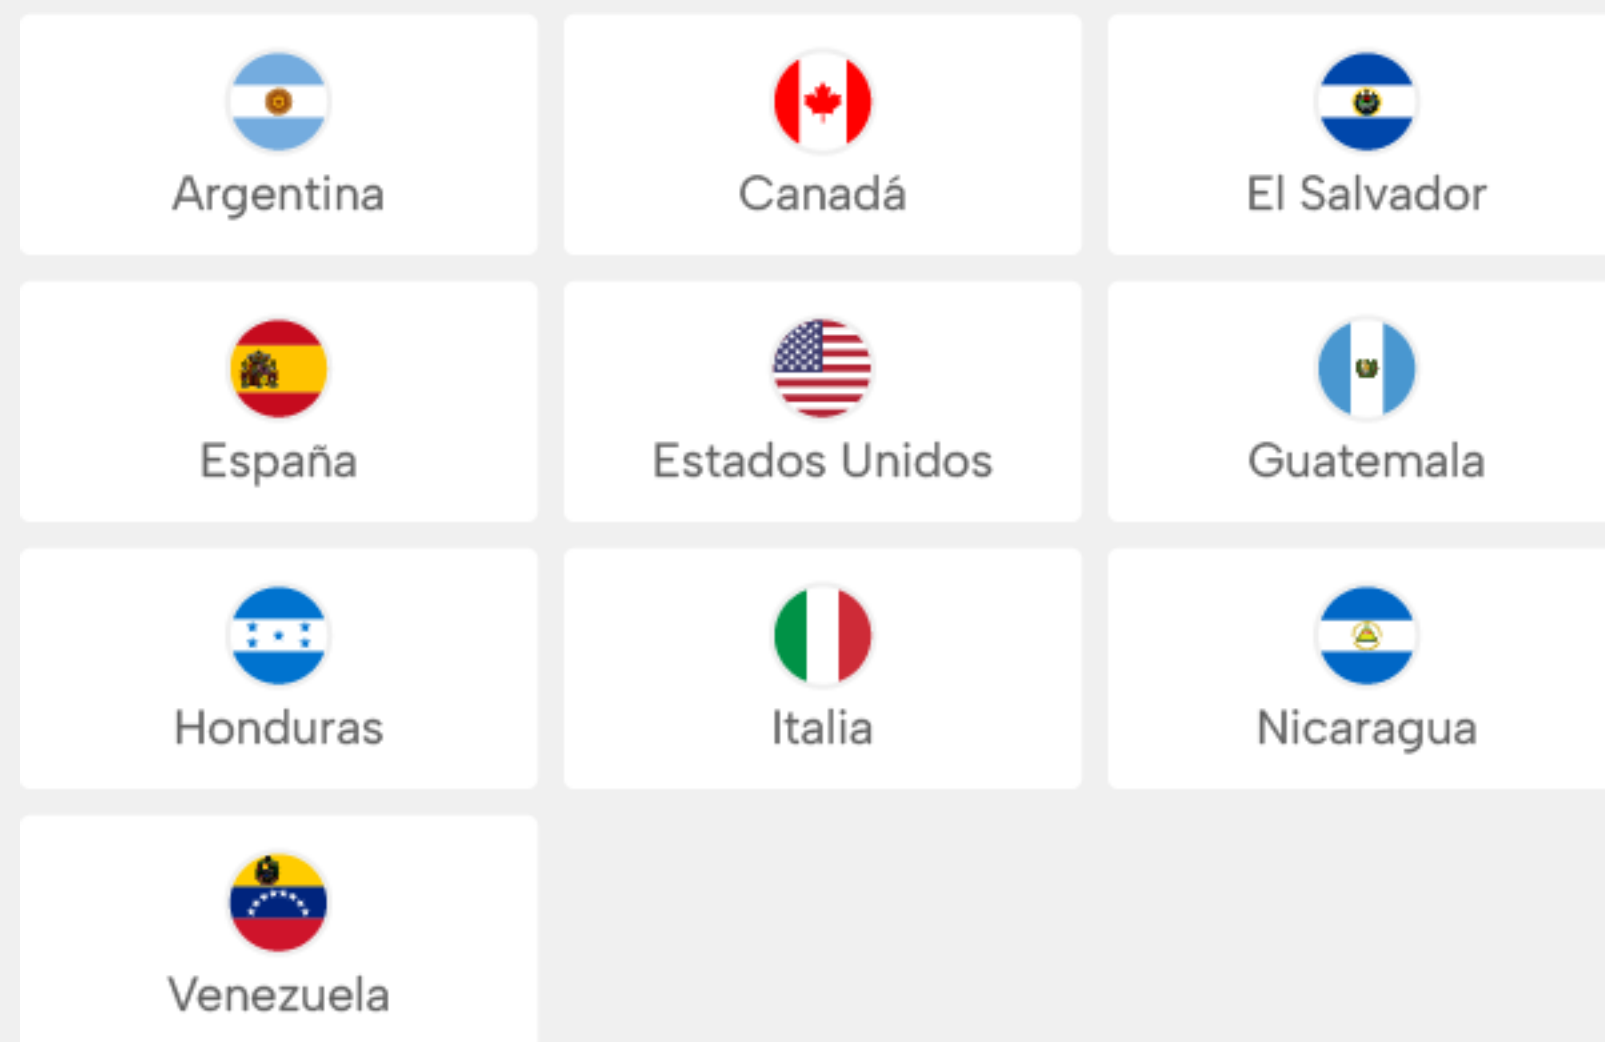 Argentina
Canadá
El Salvador
España
Estados Unidos
Guatemala
Honduras
Italia
Nicaragua
Venezuela